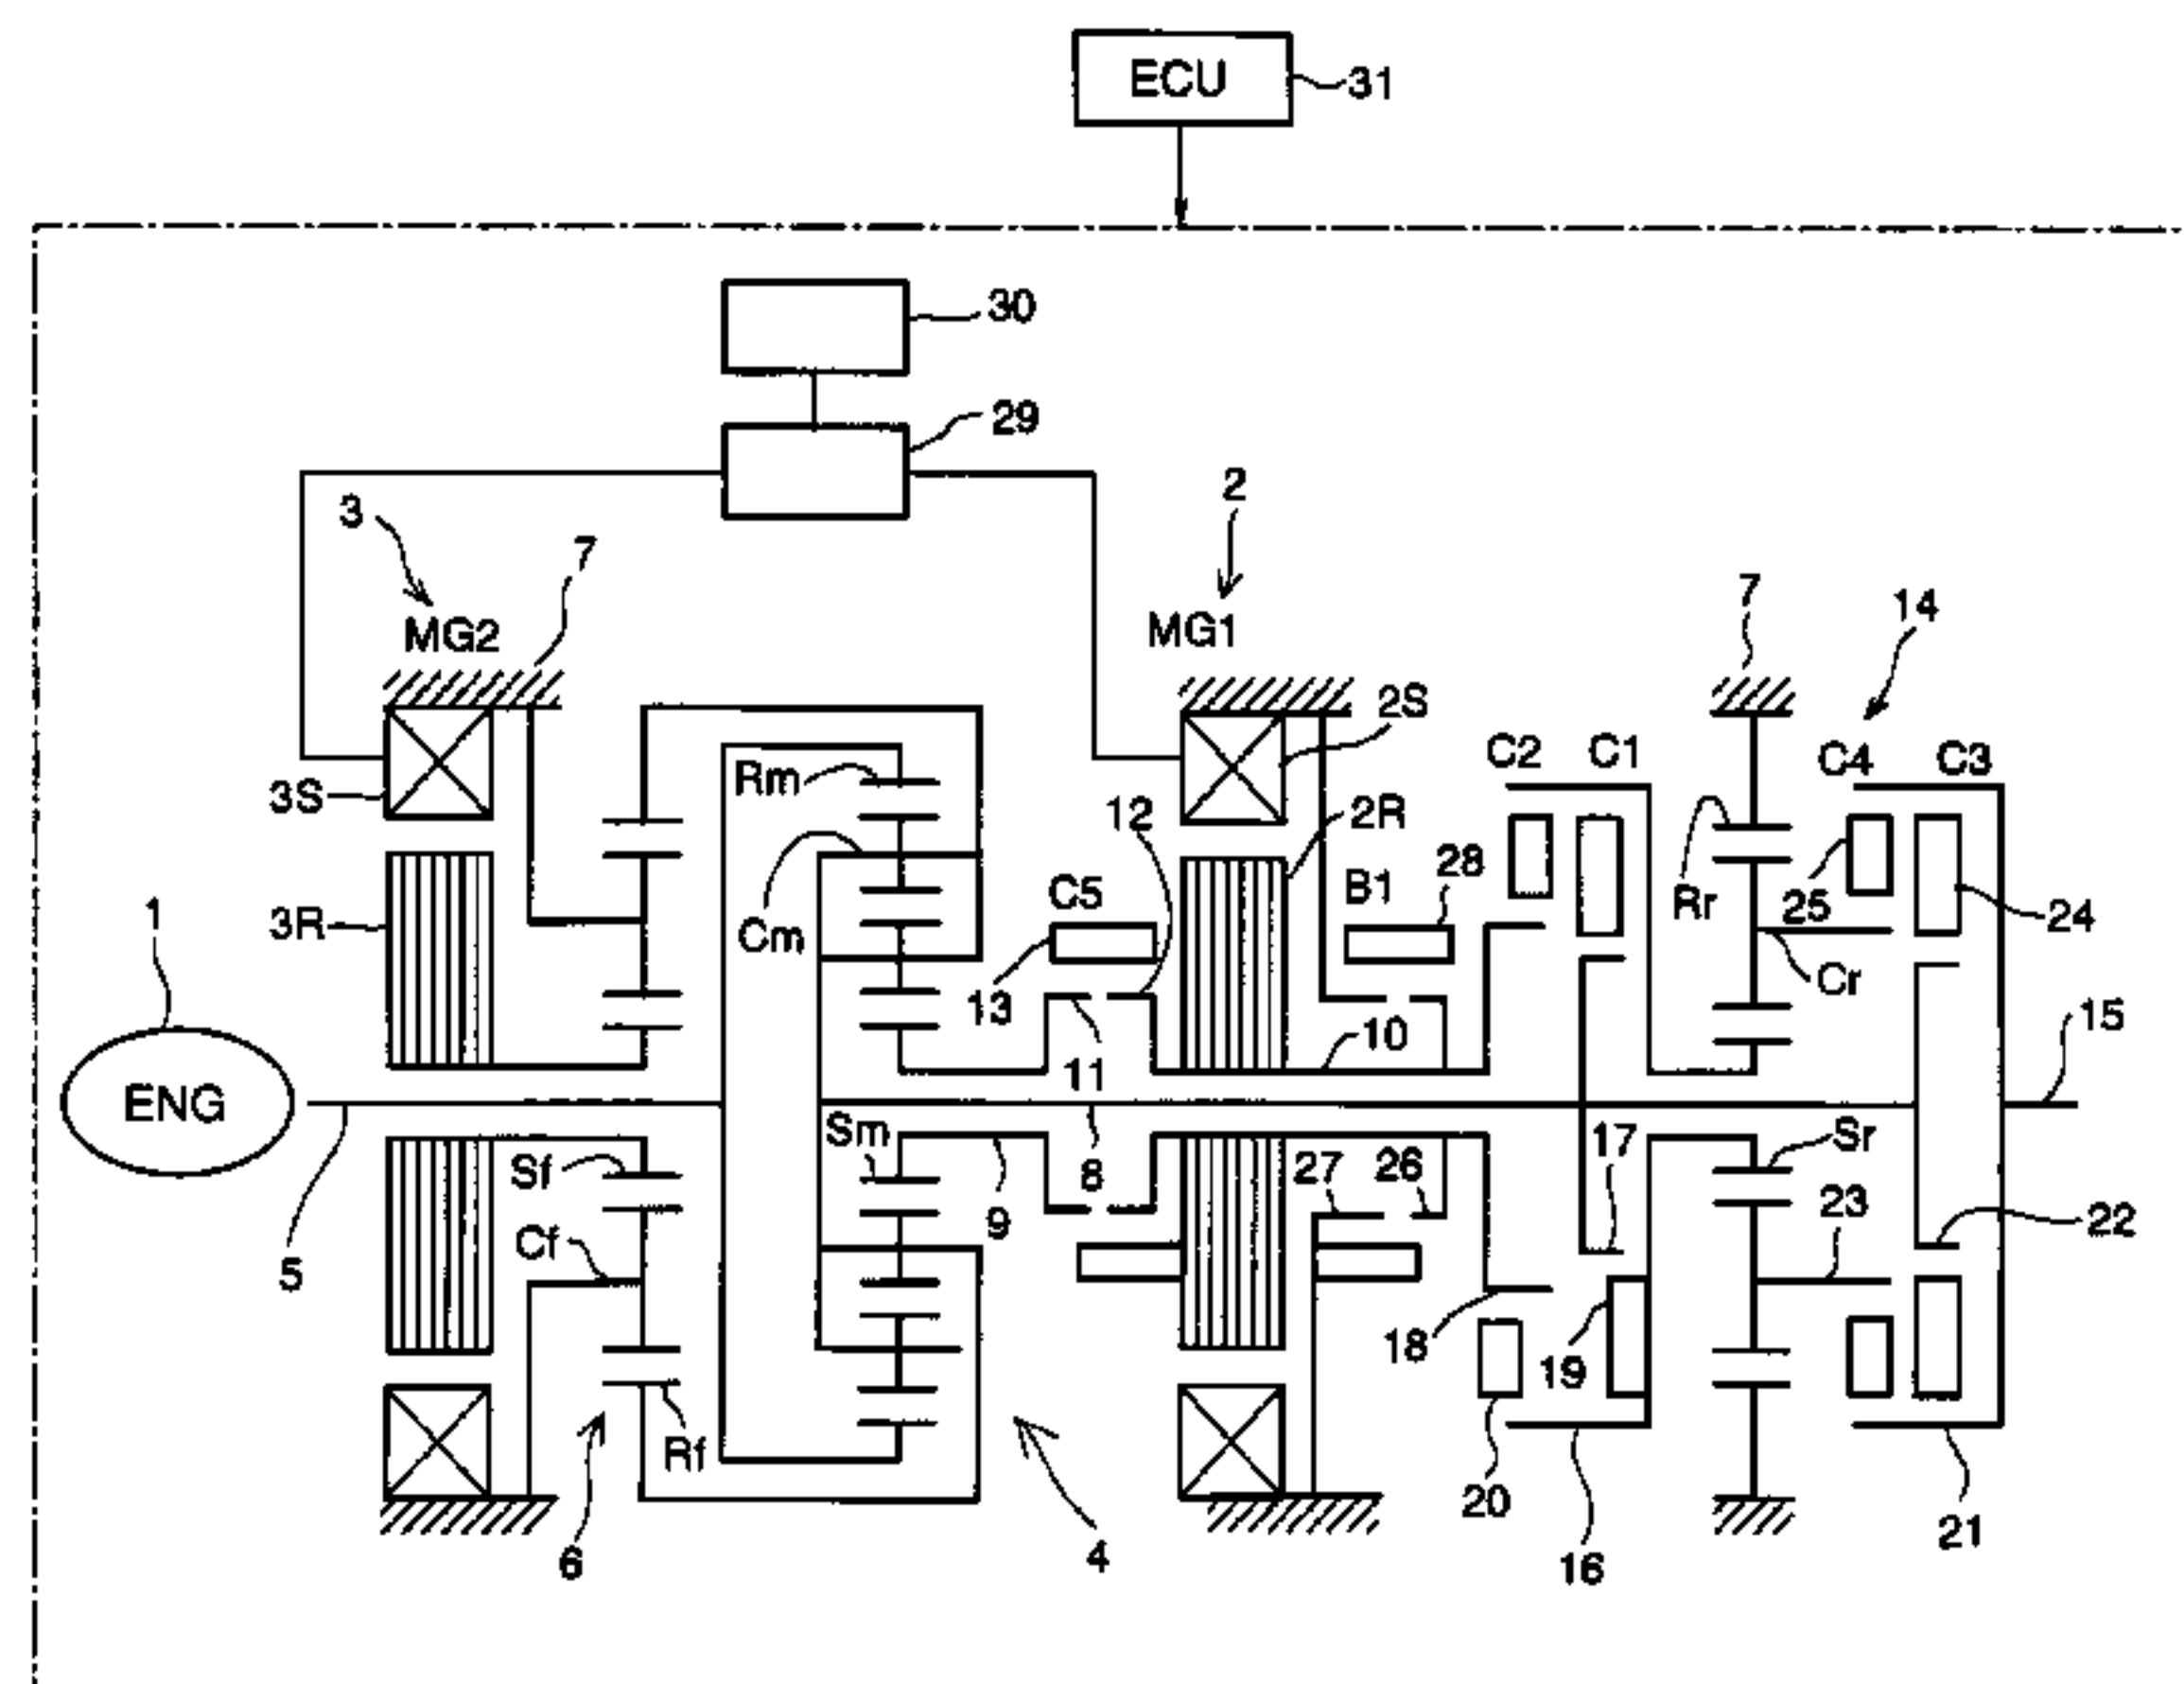 ECU 31
30
29
3 7 2
7 14
MG2 MG1
2S
C2 C1 C4 C3
3S Rm 12 2R
C5 B1 28
1 3R Cm Rr 25 24
13 Cr
10 15
11
ENG
Sm 17 Sr
Sf 8 27 26
9 23 22
5 Cf
18 19
Rf
20
6 4 16 21